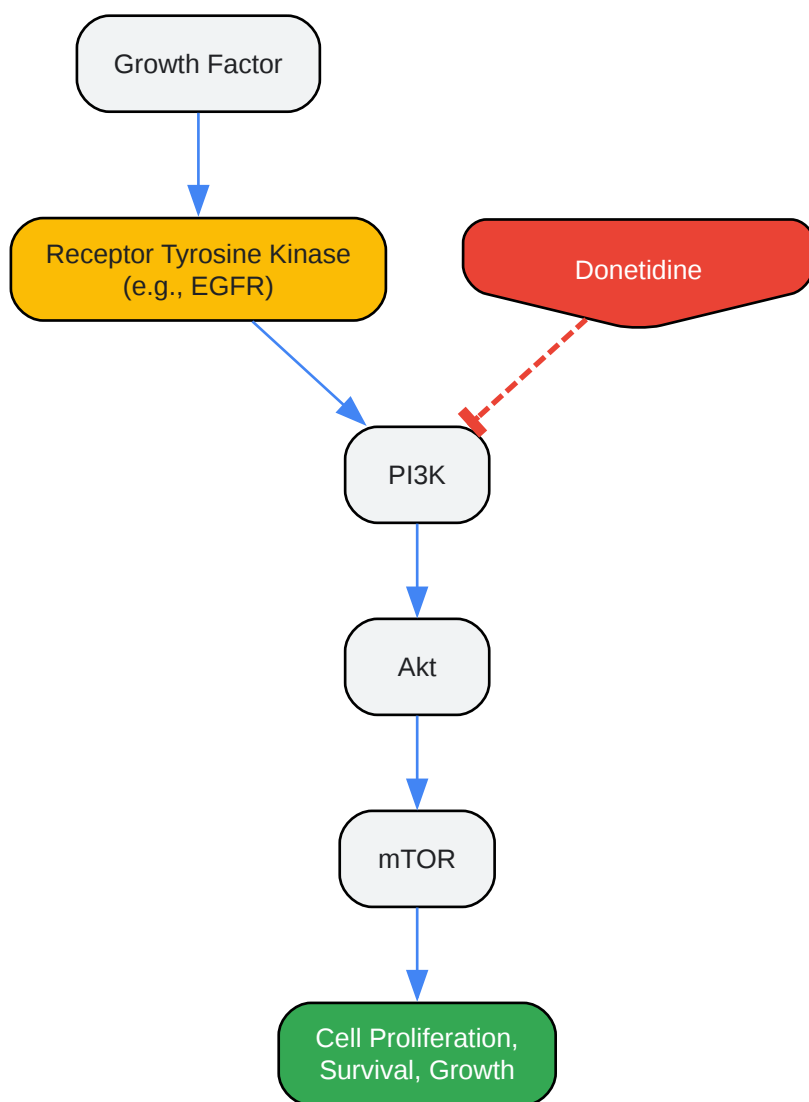 Growth Factor
Receptor Tyrosine Kinase
(e.g., EGFR)
Donetidine
PI3K
Akt
mTOR
Cell Proliferation,
Survival, Growth